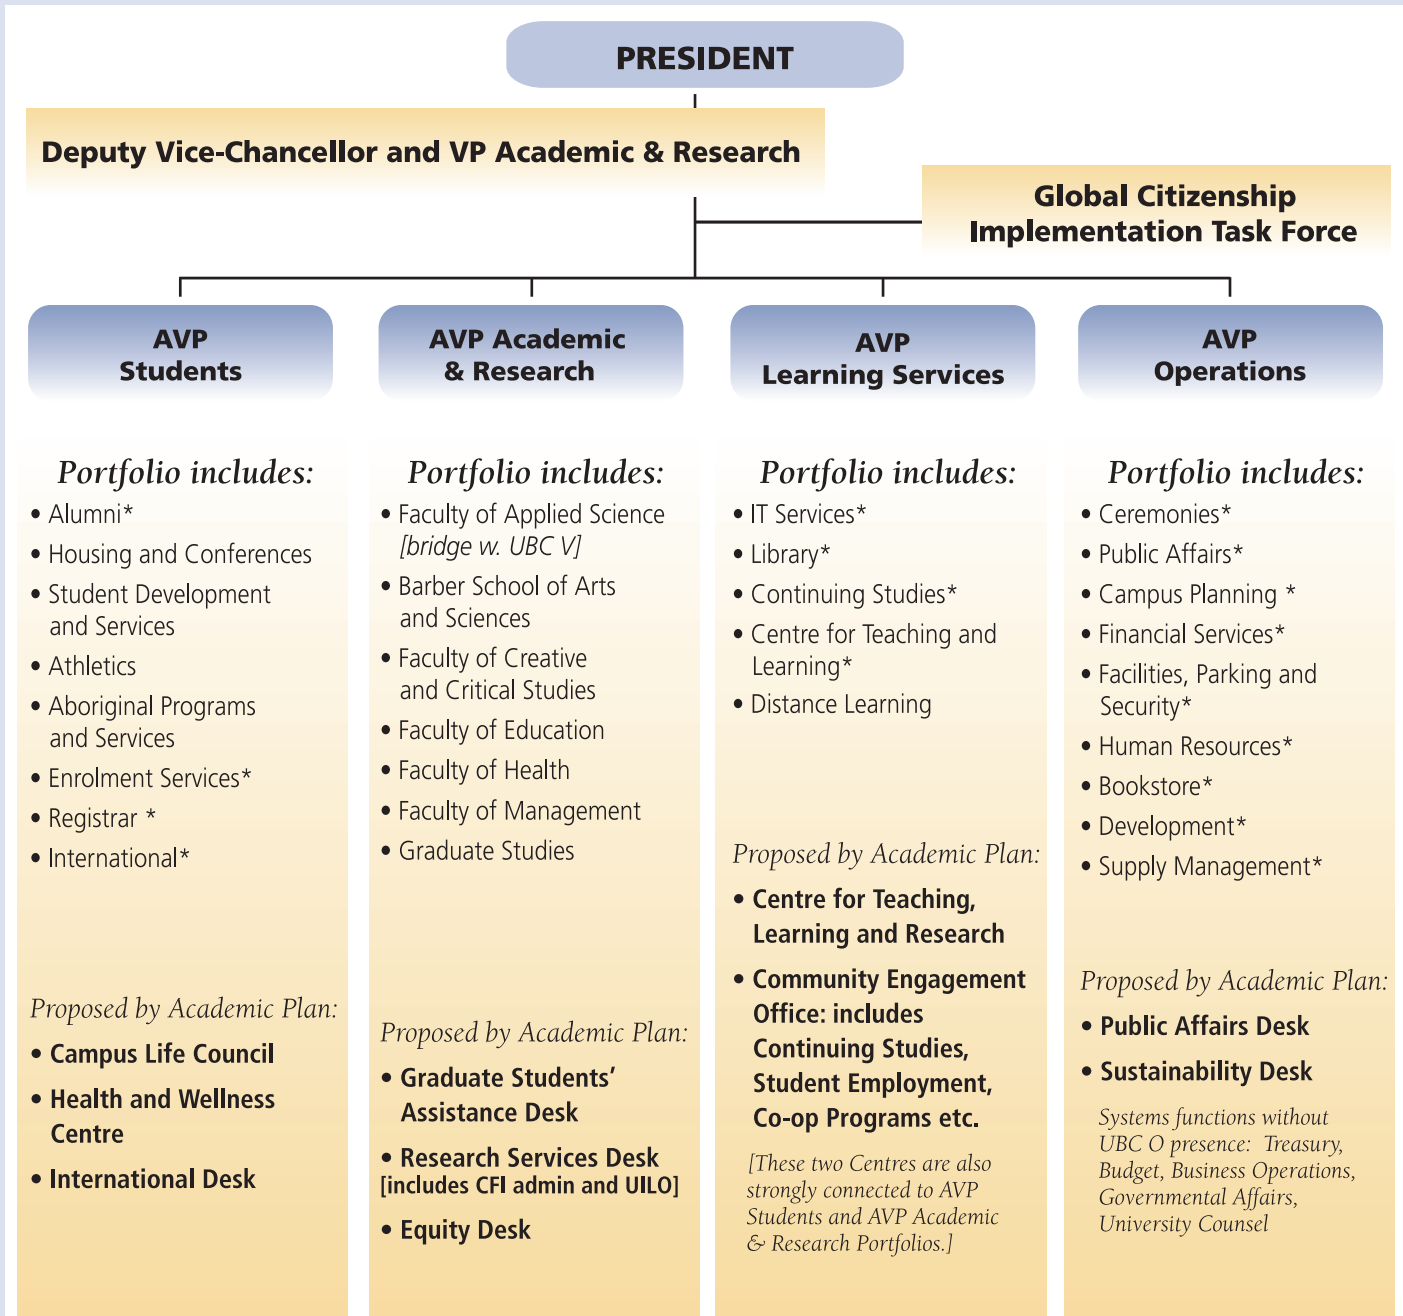 PRESIDENT
Deputy Vice-Chancellor and VP Academic & Research
Global Citizenship
Implementation Task Force
AVP
Students
Portfolio includes:
• Alumni*
• Housing and Conferences
• Student Development
and Services
• Athletics
• Aboriginal Programs
and Services
• Enrolment Services*
• Registrar *
• International*
Proposed by Academic Plan:
• Campus Life Council
• Health and Wellness
Centre
• International Desk
AVP Academic
& Research
Portfolio includes:
• Faculty of Applied Science
[bridge w. UBC V]
• Barber School of Arts
and Sciences
• Faculty of Creative
and Critical Studies
• Faculty of Education
• Faculty of Health
• Faculty of Management
• Graduate Studies
Proposed by Academic Plan:
• Graduate Students’
Assistance Desk
• Research Services Desk
[includes CFI admin and UILO]
• Equity Desk
AVP
Learning Services
Portfolio includes:
• IT Services*
• Library*
• Continuing Studies*
• Centre for Teaching and
Learning*
• Distance Learning
Proposed by Academic Plan:
• Centre for Teaching,
Learning and Research
• Community Engagement
Office: includes
Continuing Studies,
Student Employment,
Co-op Programs etc.
[These two Centres are also
strongly connected to AVP
Students and AVP Academic
& Research Portfolios.]
AVP
Operations
Portfolio includes:
• Ceremonies*
• Public Affairs*
• Campus Planning *
• Financial Services*
• Facilities, Parking and
Security*
• Human Resources*
• Bookstore*
• Development*
• Supply Management*
Proposed by Academic Plan:
• Public Affairs Desk
• Sustainability Desk
Systems functions without
UBC O presence: Treasury,
Budget, Business Operations,
Governmental Affairs,
University Counsel